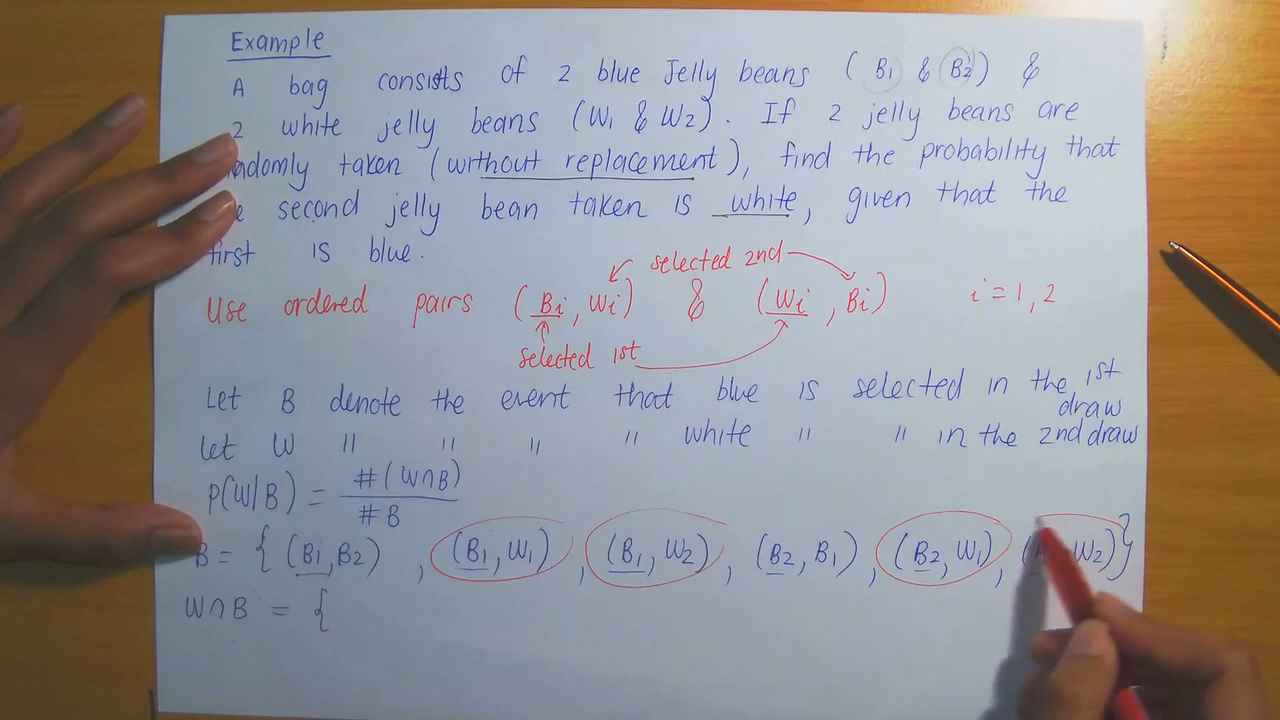 Example
A bag consists of 2 blue Jelly beans ( B1 & B2 ) &
2 white jelly beans (W1 & W2). If 2 jelly beans are
taken (without replacement), find the probability that
second jelly bean taken is white, given that the
first is blue.
selected 2nd
Use ordered pairs (Bi, Wi) & (Wi, Bi) i = 1, 2
selected 1st
Let B denote the event that blue is selected in the 1st draw
let W " " " white " " in the 2nd draw
P(W/B) = #(W∩B)
# B
B = { (B1, B2) , (B1, W1) , (B1, W2) , (B2, B1) , (B2, W1) , ( W2) }
W∩B = {